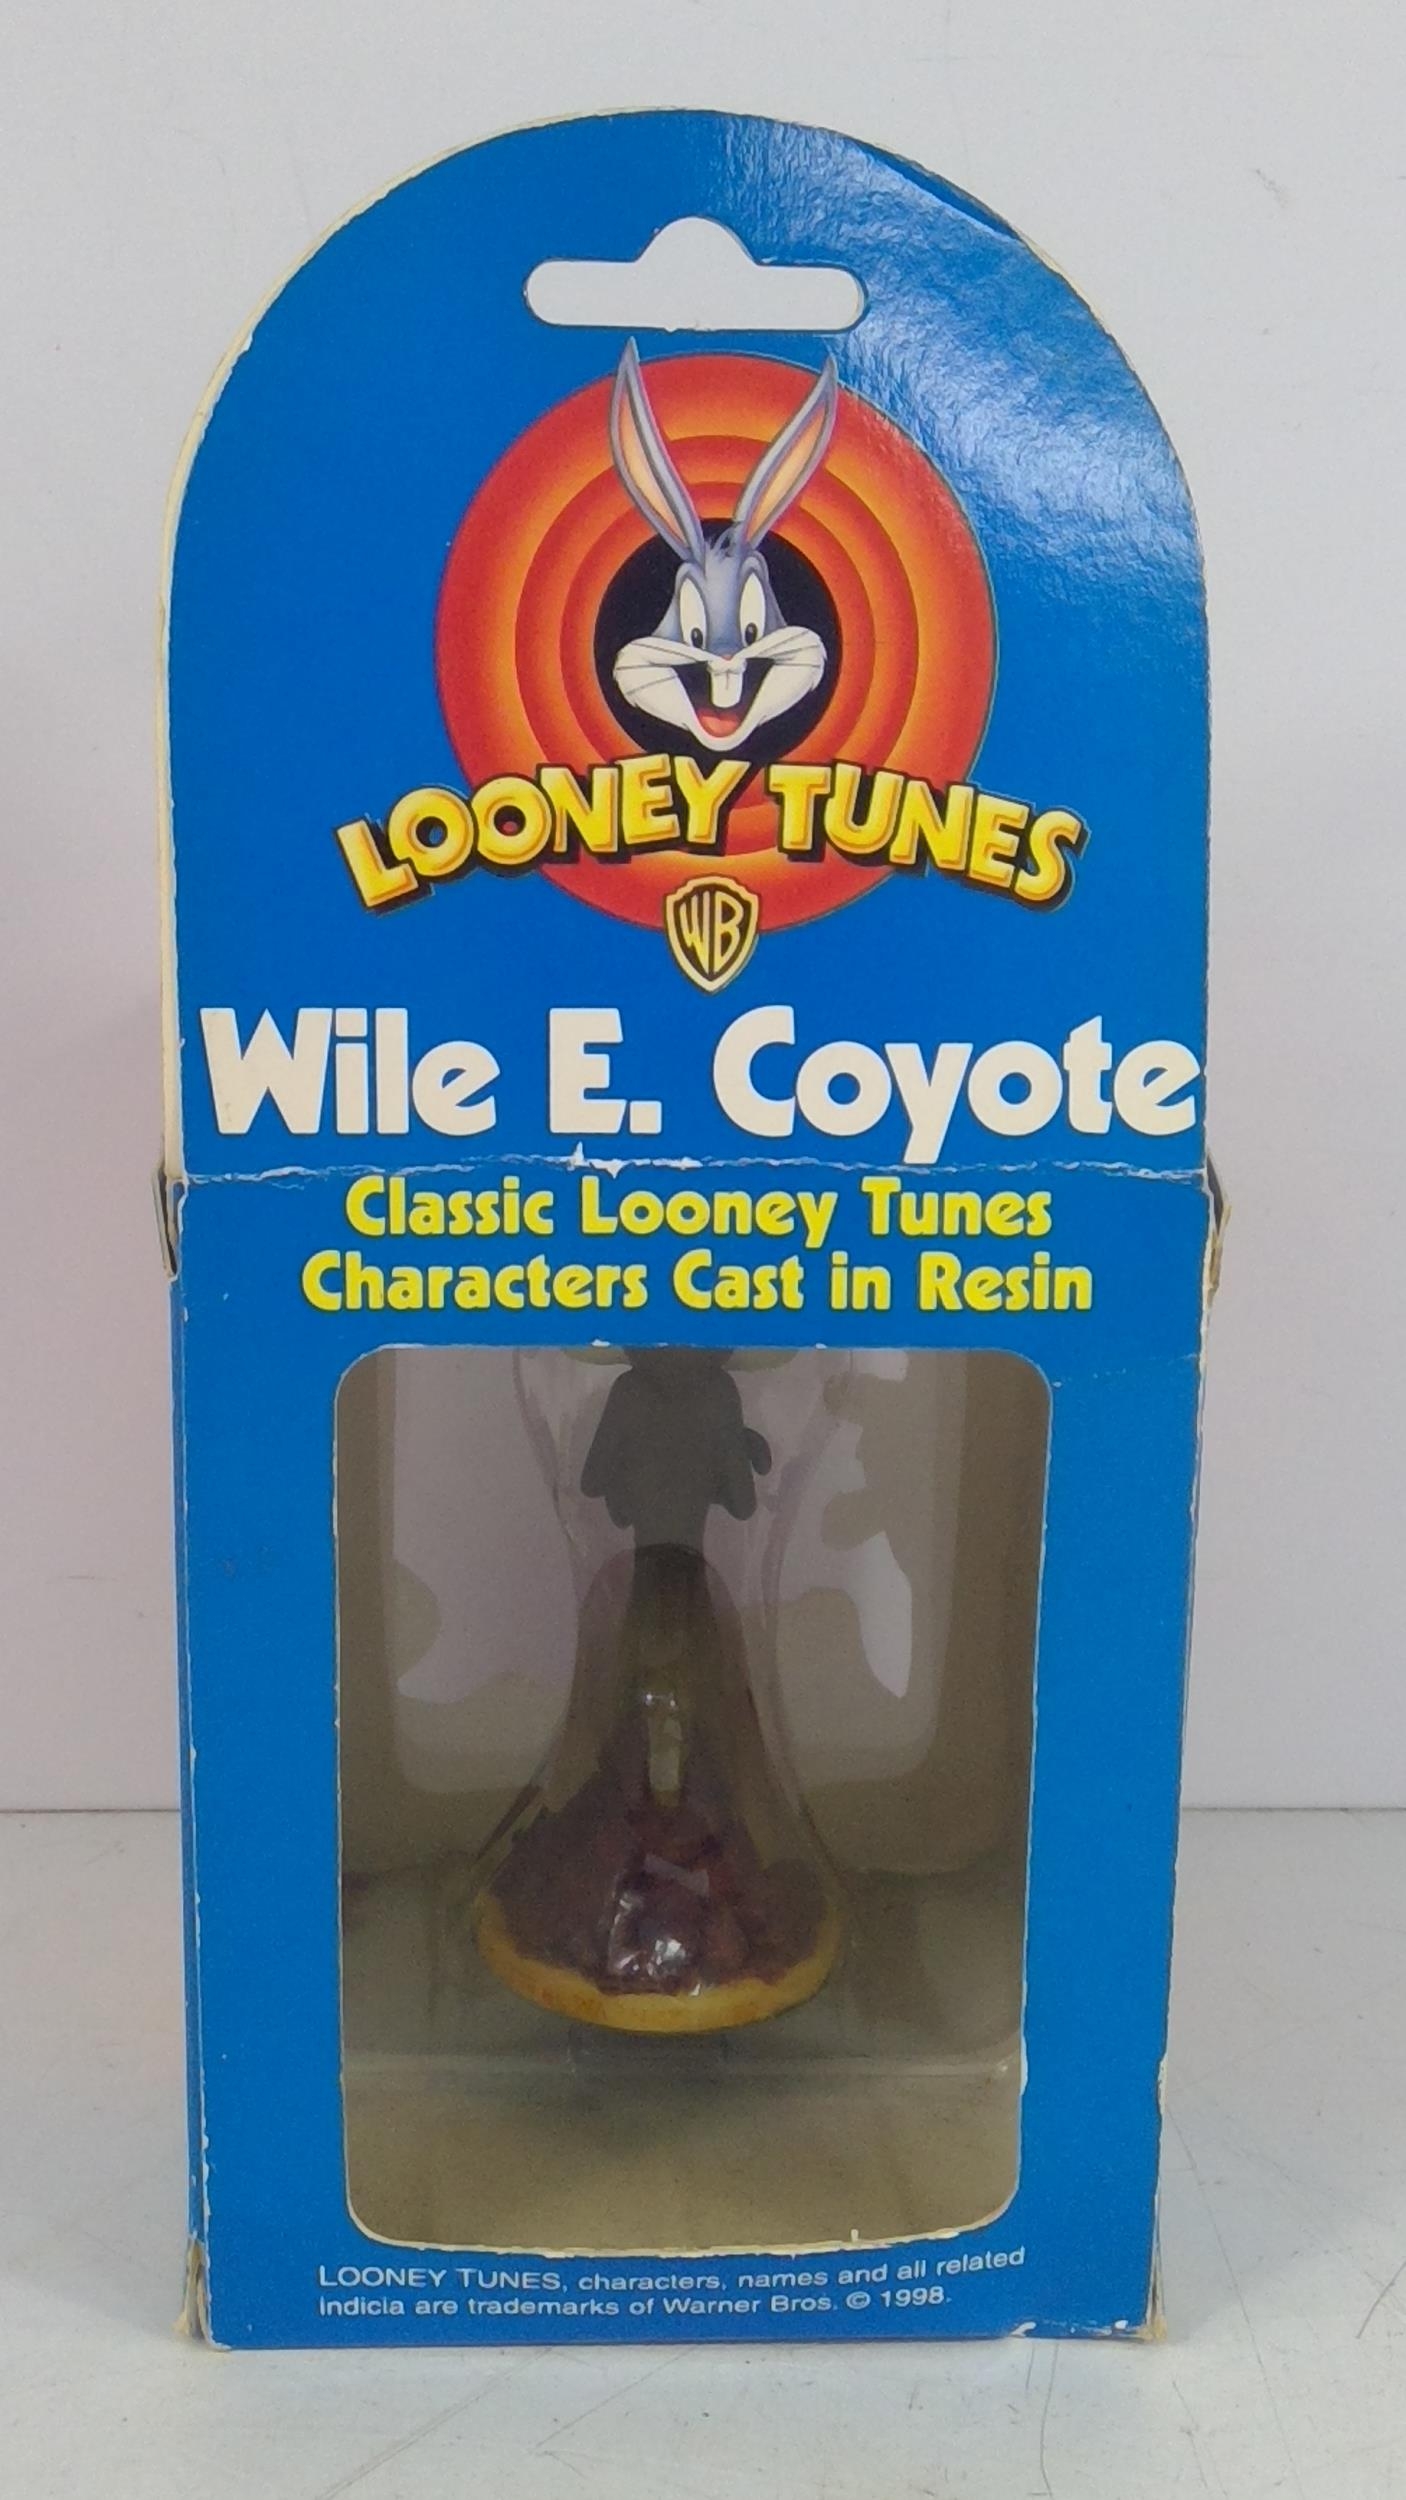 LOONEY TUNES
WB
Wile E. Coyote
Classic Looney Tunes
Characters Cast in Resin
LOONEY TUNES, characters, names and all related
indicia are trademarks of Warner Bros. © 1998.